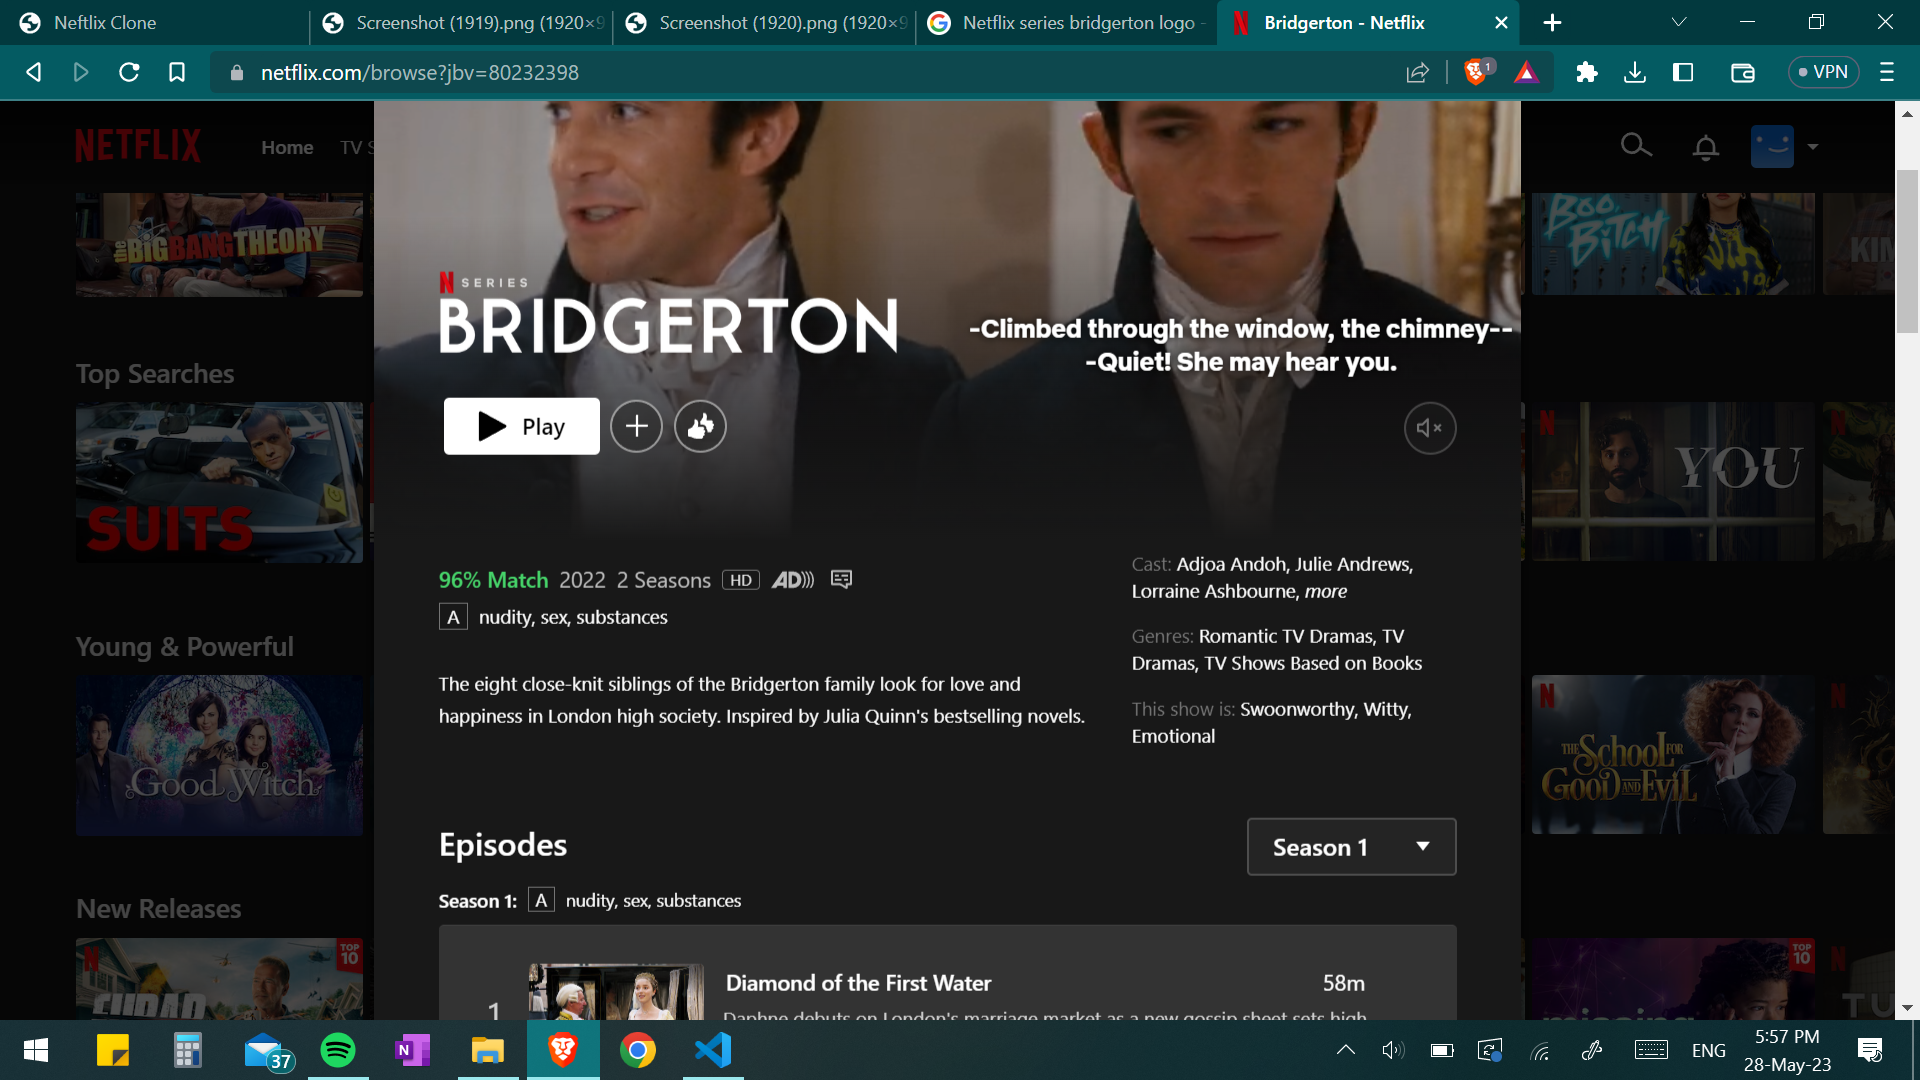 Neftlix Clone
Screenshot (1919).png (1920×9
Screenshot (1920).png (1920×9
Netflix series bridgerton logo -
Bridgerton - Netflix
netflix.com/browse?jbv=80232398
1
VPN
NETFLIX
Home
TV S
the BIG BANG THEORY
BOO, BITCH
KIM
N SERIES
BRIDGERTON
-Climbed through the window, the chimney--
-Quiet! She may hear you.
Play
Top Searches
SUITS
YOU
96% Match 2022 2 Seasons HD AD)))
A nudity, sex, substances
Cast: Adjoa Andoh, Julie Andrews,
Lorraine Ashbourne, more
Genres: Romantic TV Dramas, TV
Dramas, TV Shows Based on Books
This show is: Swoonworthy, Witty,
Emotional
The eight close-knit siblings of the Bridgerton family look for love and
happiness in London high society. Inspired by Julia Quinn's bestselling novels.
Young & Powerful
Good Witch
THE SCHOOL FOR
GOOD AND EVIL
Episodes
Season 1
Season 1: A nudity, sex, substances
New Releases
TOP
10
TOP
10
1
Diamond of the First Water
58m
Daphne debuts on London's marriage market as a new gossip sheet sets high
missing
TU
37
N
ENG
5:57 PM
28-May-23